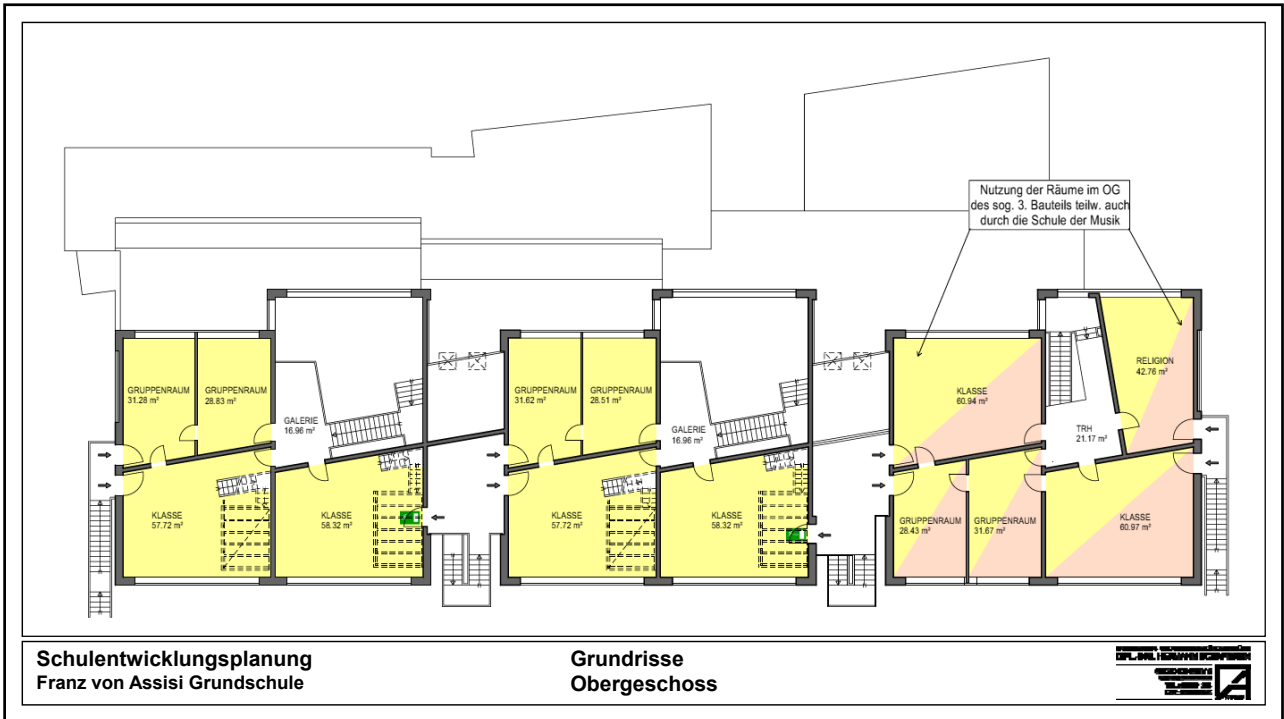 Nutzung der Räume im OG
des sog. 3. Bauteils teilw. auch
durch die Schule der Musik
GRUPPENRAUM
31.28 m²
GRUPPENRAUM
28.83 m²
GALERIE
16.96 m²
GRUPPENRAUM
31.62 m²
GRUPPENRAUM
28.51 m²
GALERIE
16.96 m²
KLASSE
60.94 m²
TRH
21.17 m²
RELIGION
42.76 m²
KLASSE
57.72 m²
KLASSE
58.32 m²
KLASSE
57.72 m²
KLASSE
58.32 m²
GRUPPENRAUM
28.43 m²
GRUPPENRAUM
31.67 m²
KLASSE
60.97 m²
Schulentwicklungsplanung
Franz von Assisi Grundschule
Grundrisse
Obergeschoss